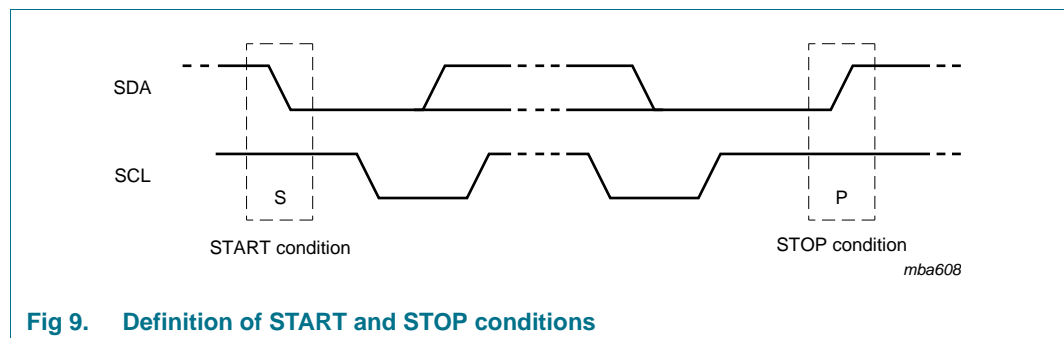 SDA
SCL
S
P
START condition
STOP condition
mba608
Fig 9. Definition of START and STOP conditions